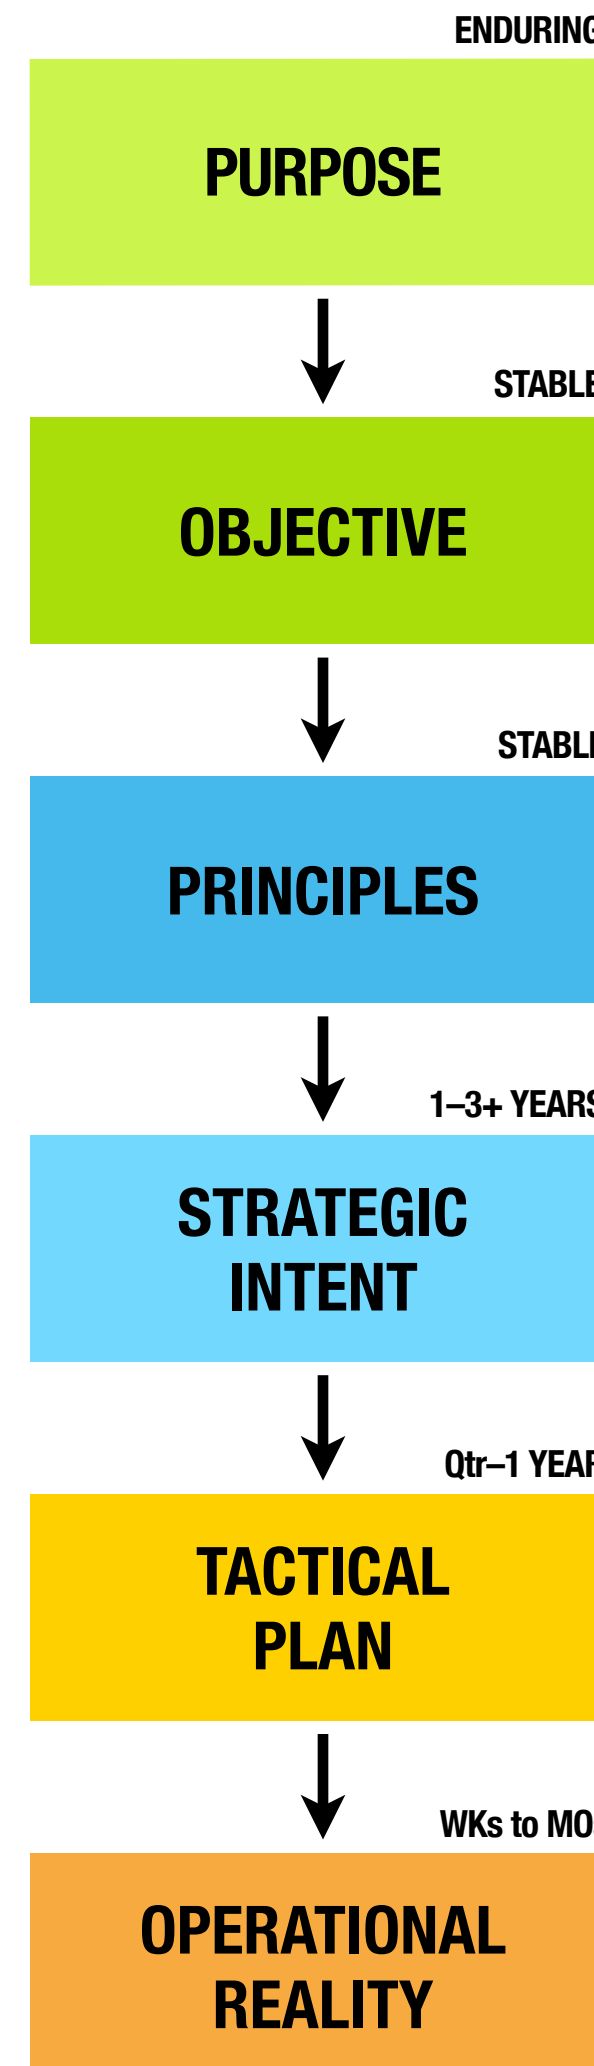 ENDURING
PURPOSE
STABLE
OBJECTIVE
STABLE
PRINCIPLES
1–3+ YEARS
STRATEGIC
INTENT
Qtr–1 YEAR
TACTICAL
PLAN
WKs to MOs
OPERATIONAL
REALITY